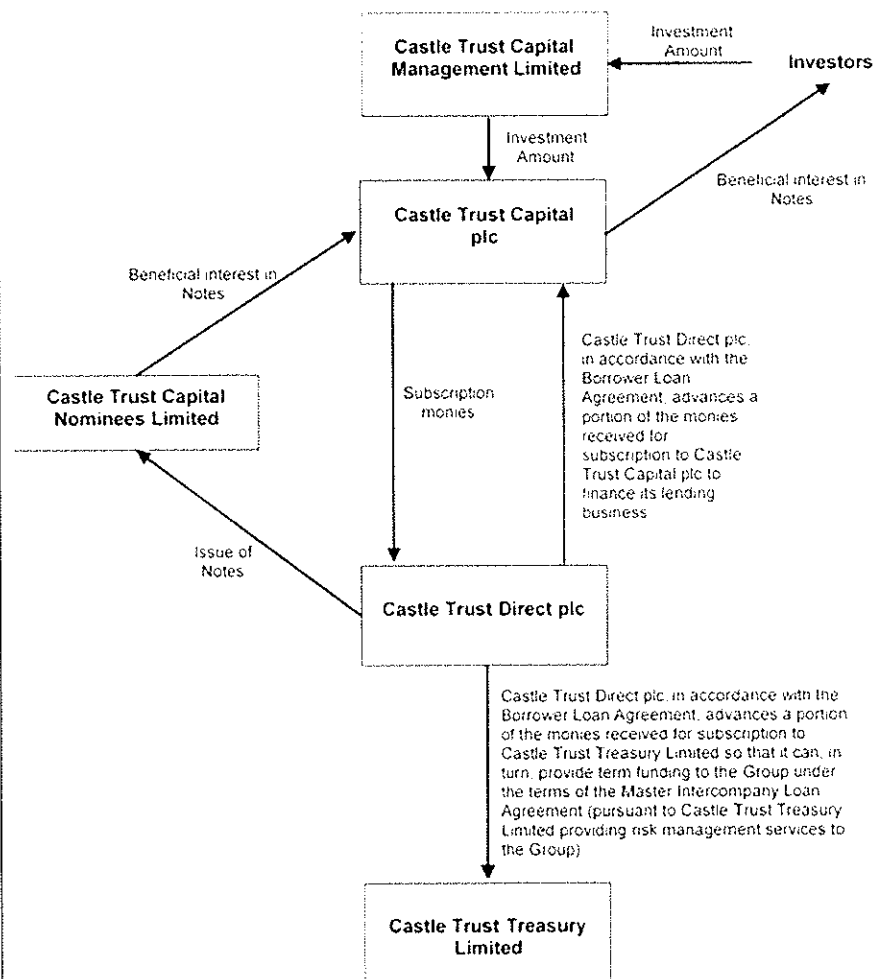 Castle Trust Capital
Management Limited
Investment
Amount
Investors
Investment
Amount
Beneficial interest in
Notes
Castle Trust Capital
plc
Beneficial interest in
Notes
Castle Trust Direct plc,
in accordance with the
Borrower Loan
Agreement, advances a
portion of the monies
received for
subscription to Castle
Trust Capital plc to
finance its lending
business
Castle Trust Capital
Nominees Limited
Subscription
monies
Issue of
Notes
Castle Trust Direct plc
Castle Trust Direct plc, in accordance with the
Borrower Loan Agreement, advances a portion
of the monies received for subscription to
Castle Trust Treasury Limited so that it can, in
turn, provide term funding to the Group under
the terms of the Master Intercompany Loan
Agreement (pursuant to Castle Trust Treasury
Limited providing risk management services to
the Group)
Castle Trust Treasury
Limited